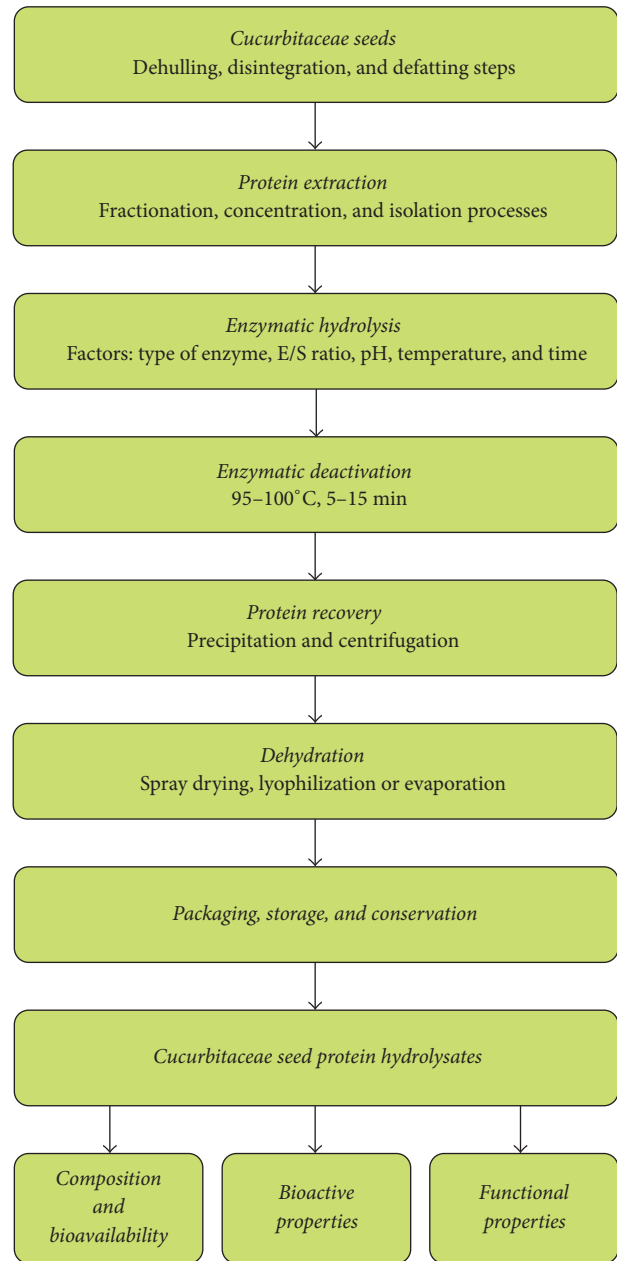 Cucurbitaceae seeds
Dehulling, disintegration, and defatting steps
Protein extraction
Fractionation, concentration, and isolation processes
Enzymatic hydrolysis
Factors: type of enzyme, E/S ratio, pH, temperature, and time
Enzymatic deactivation
95–100°C, 5–15 min
Protein recovery
Precipitation and centrifugation
Dehydration
Spray drying, lyophilization or evaporation
Packaging, storage, and conservation
Cucurbitaceae seed protein hydrolysates
Composition
and
bioavailability
Bioactive
properties
Functional
properties